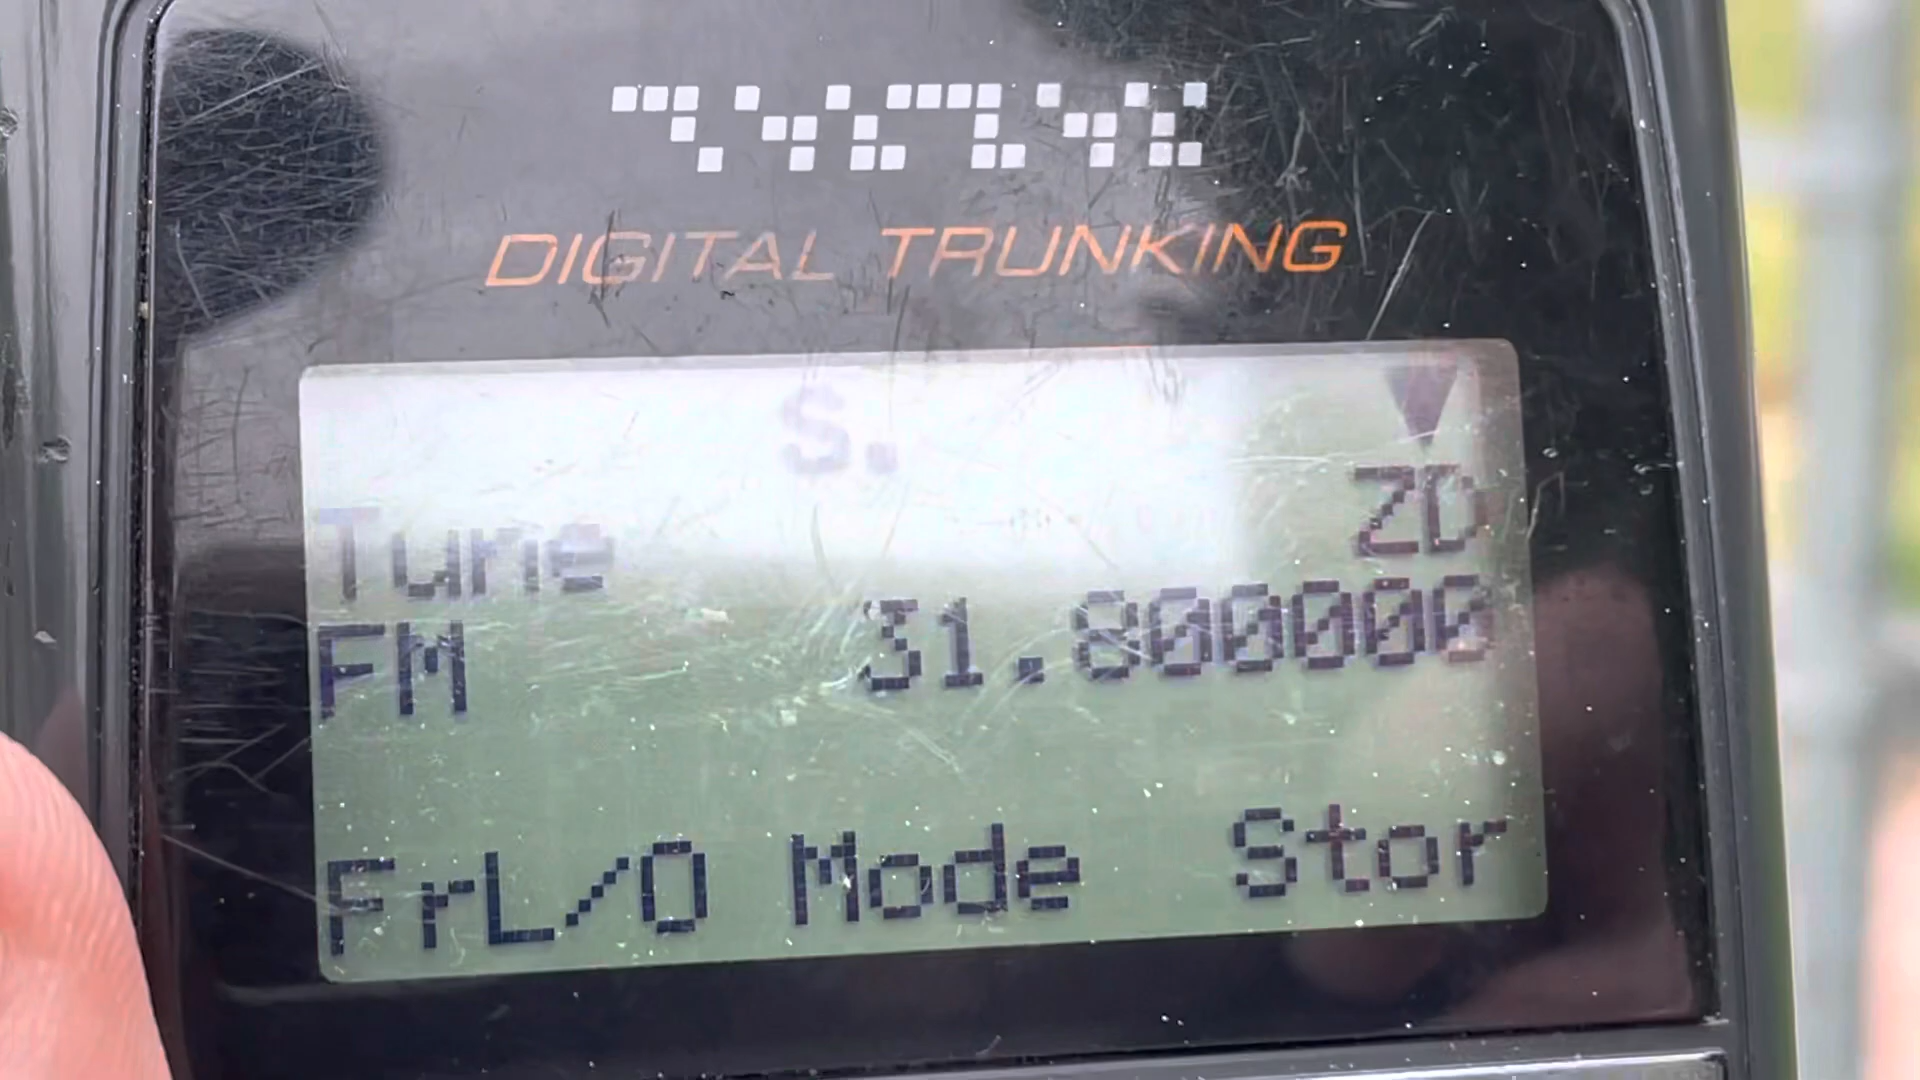 DIGITAL TRUNKING
S.
Tune ZD
FM 31.800000
FrL/O Mode Stor